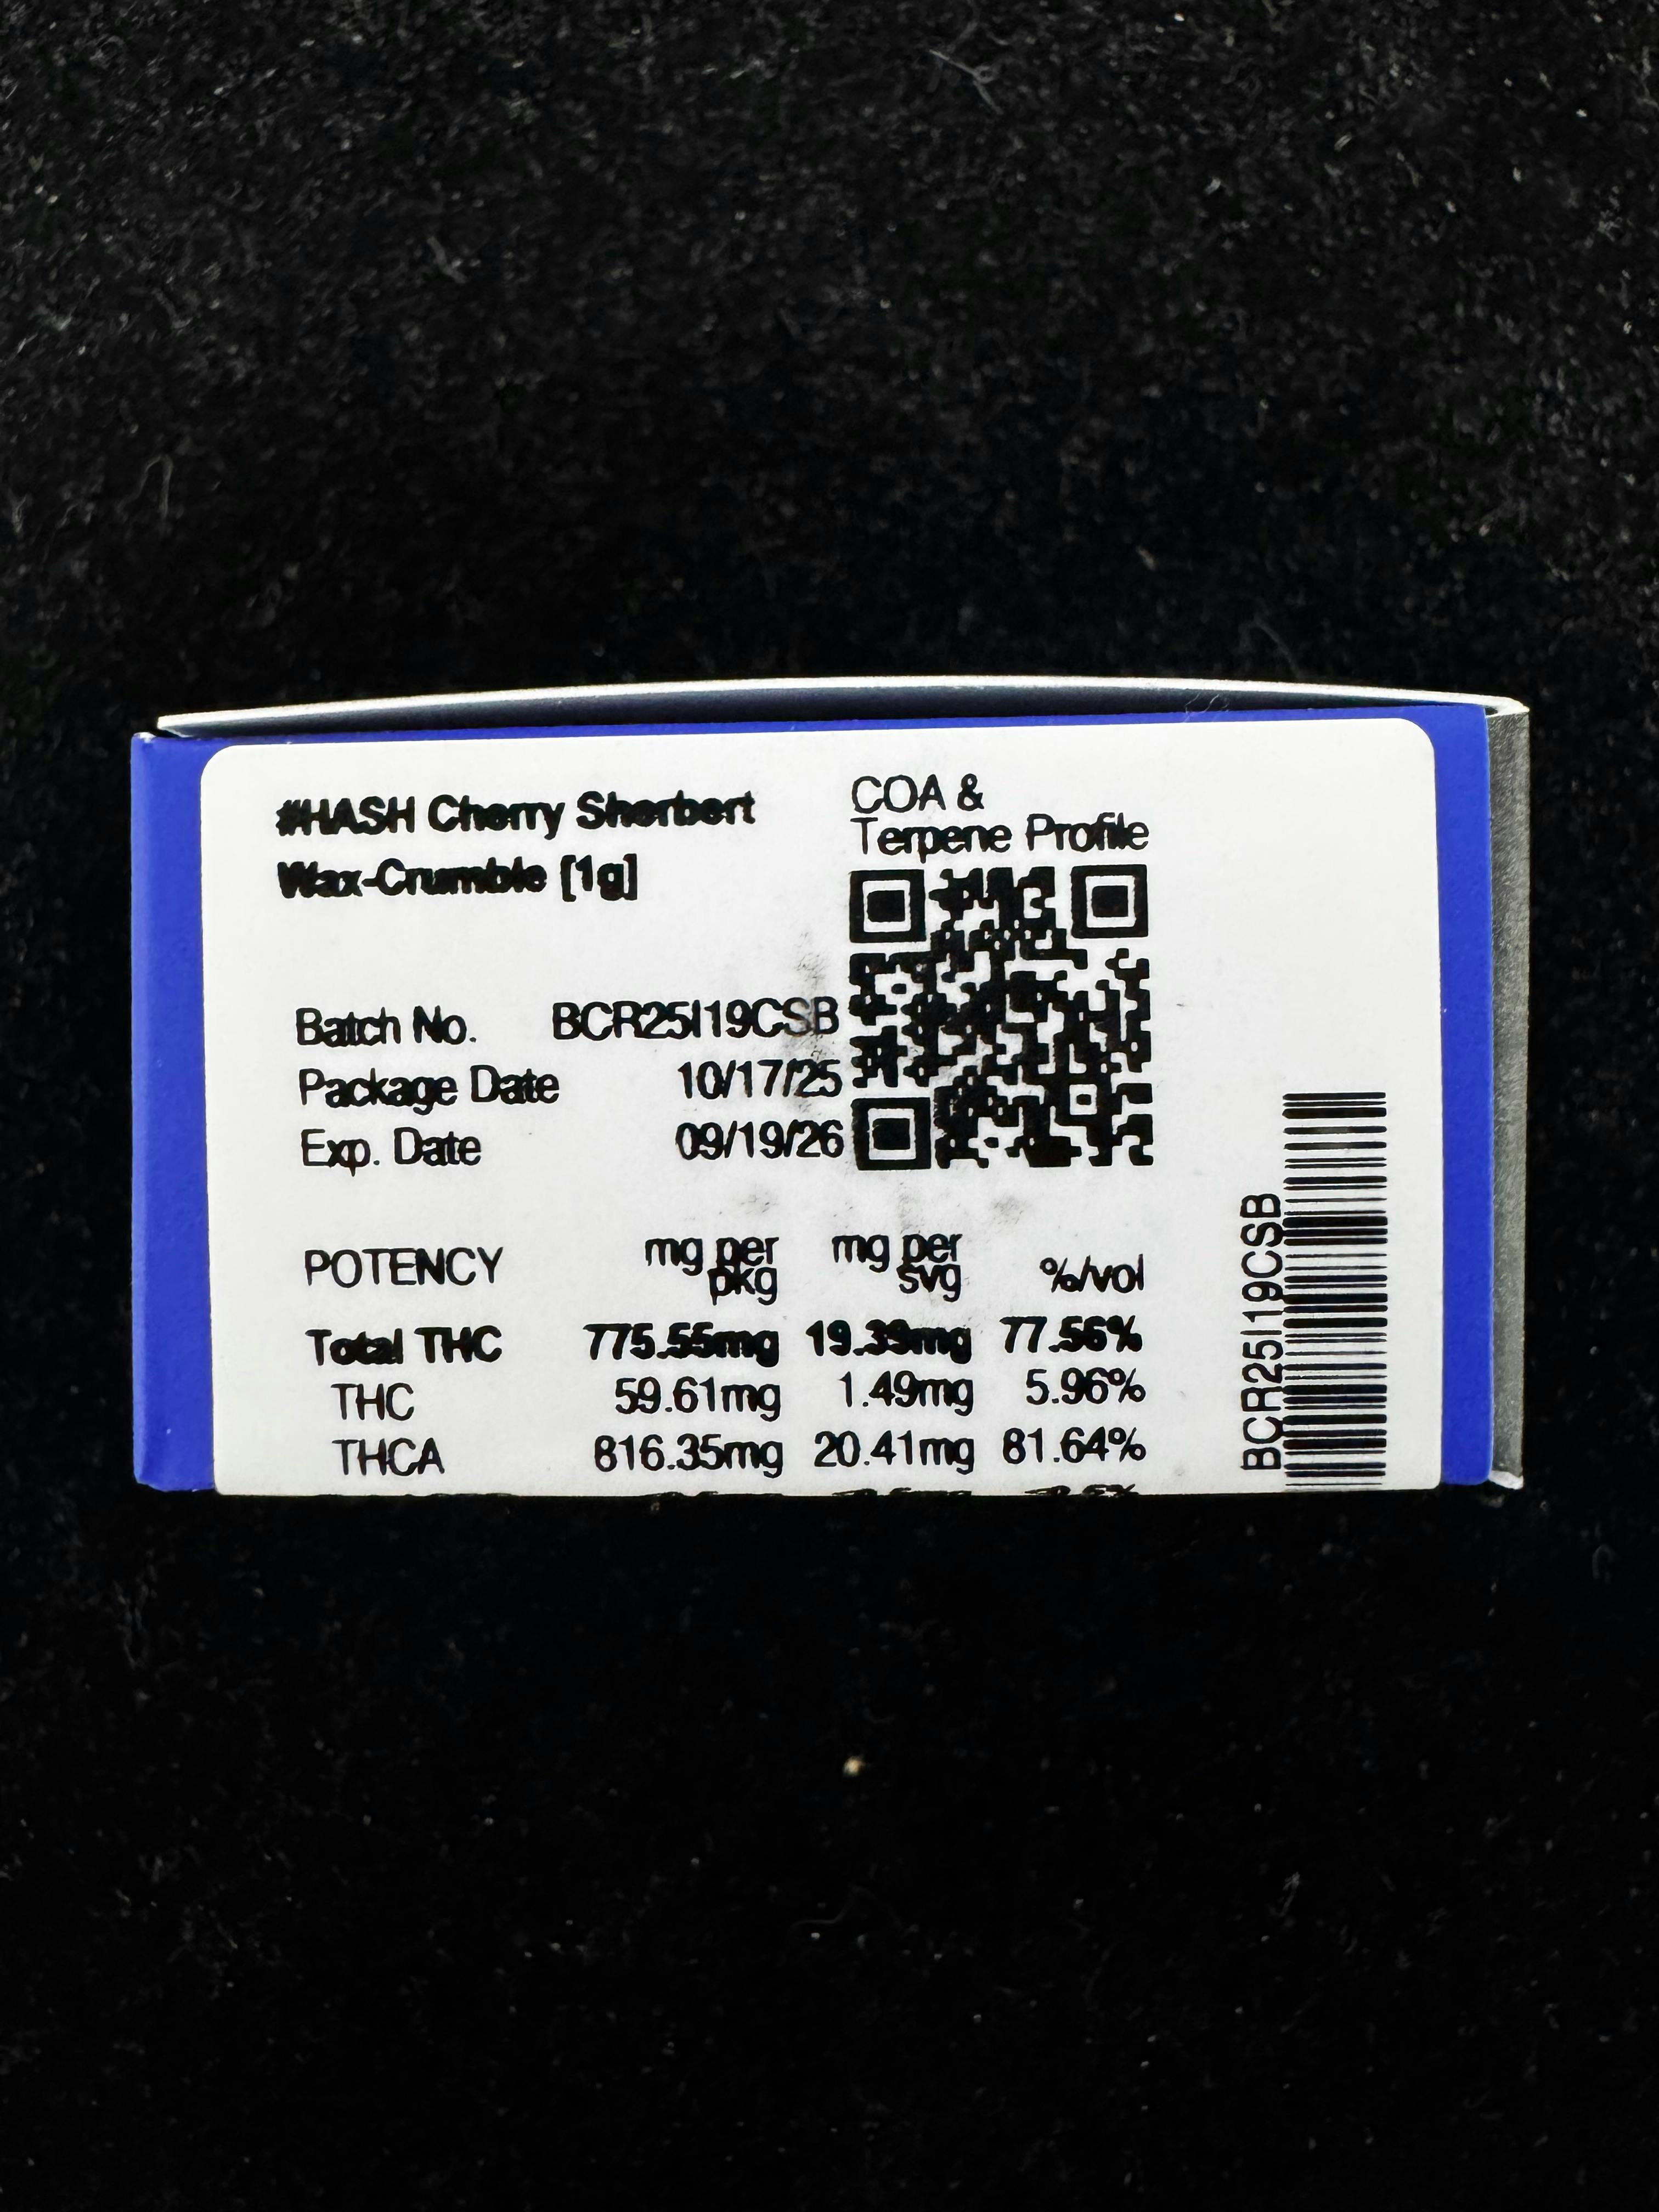 #HASH Cherry Sherbert
Wax-Crumble [1g]
COA &
Terpene Profile
Batch No. BCR25I19CSB
Package Date 10/17/25
Exp. Date 09/19/26
POTENCY mg per pkg mg per svg %/vol
Total THC 775.55mg 19.39mg 77.56%
THC 59.61mg 1.49mg 5.96%
THCA 816.35mg 20.41mg 81.64%
BCR25I19CSB